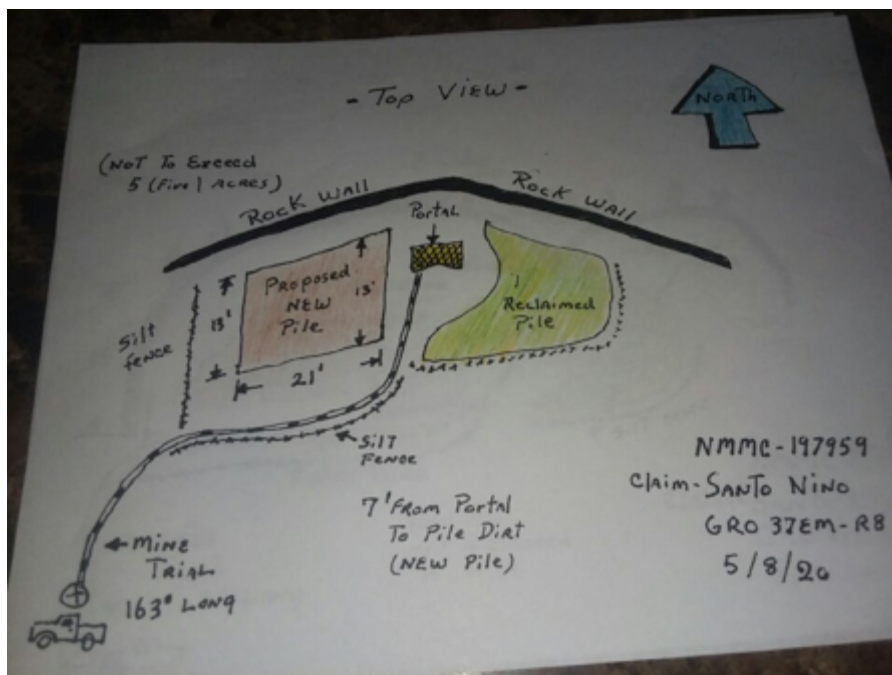 - TOP VIEW -
NORTH
(NOT To Exceed
5 (Five) ACRES)
ROCK WALL
ROCK WALL
PORTAL
PROPOSED
NEW
Pile
13'
13'
21'
Reclaimed
Pile
Silt
FENCE
SILT
FENCE
7' FROM PORTAL
To Pile DIRT
(NEW Pile)
MINE
TRIAL
163' LONG
NMMC-197959
Claim-SANTO NINO
GRO 37EM-R8
5/8/20